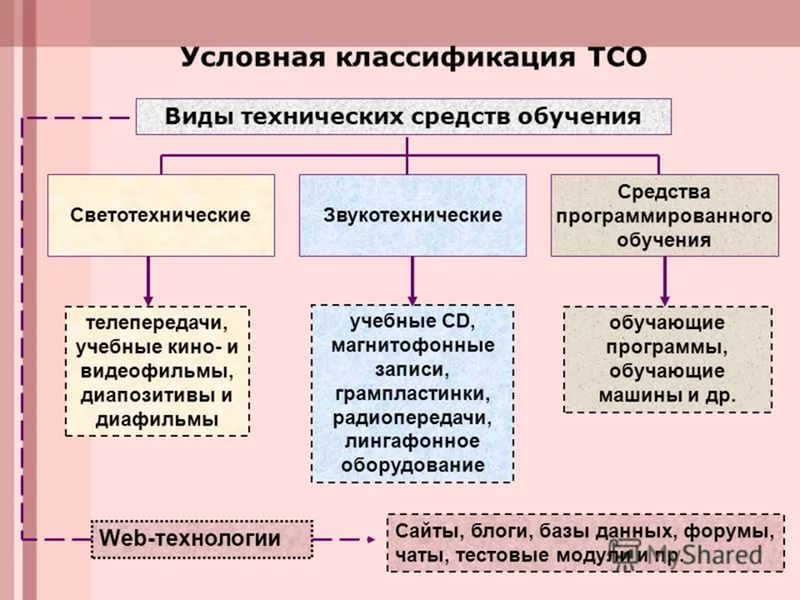 Условная классификация ТСО
Виды технических средств обучения
Светотехнические
Звукотехнические
Средства
программированного
обучения
телепередачи,
учебные кино- и
видеофильмы,
диапозитивы и
диафильмы
учебные CD,
магнитофонные
записи,
грампластинки,
радиопередачи,
лингафонное
оборудование
обучающие
программы,
обучающие
машины и др.
Web-технологии
Сайты, блоги, базы данных, форумы,
чаты, тестовые модули и пр.
MyShared